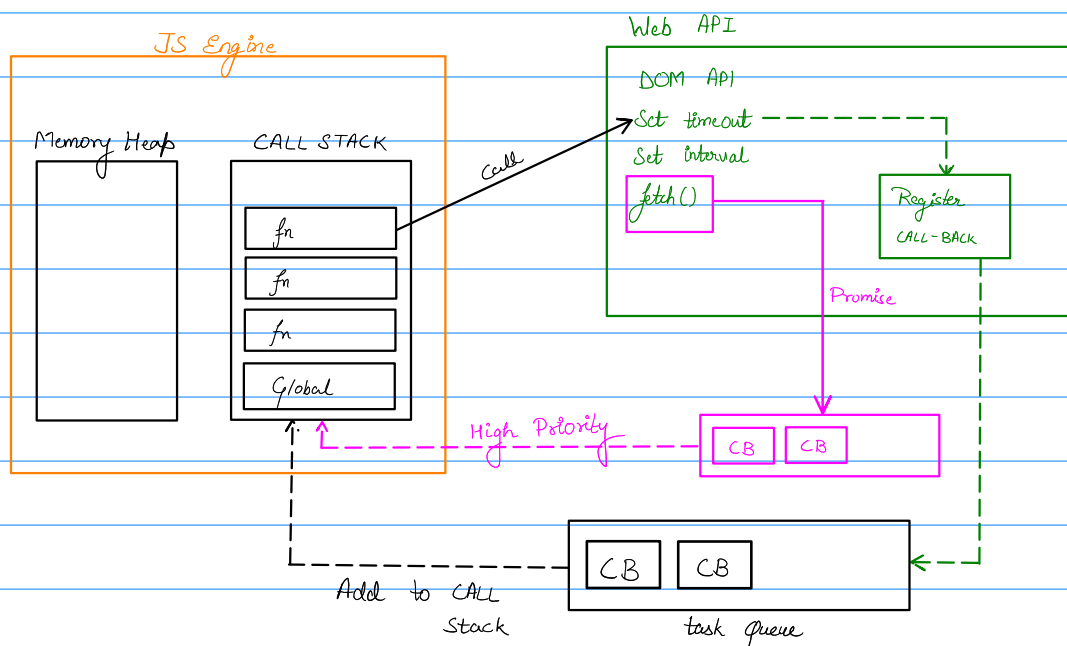 Web API
JS Engine
DOM API
Set timeout
Memory Heap
CALL STACK
call
Set interval
fetch()
Register
CALL-BACK
fn
fn
Promise
fn
Global
High Priority
CB
CB
CB
CB
Add to CALL
Stack
task Queue